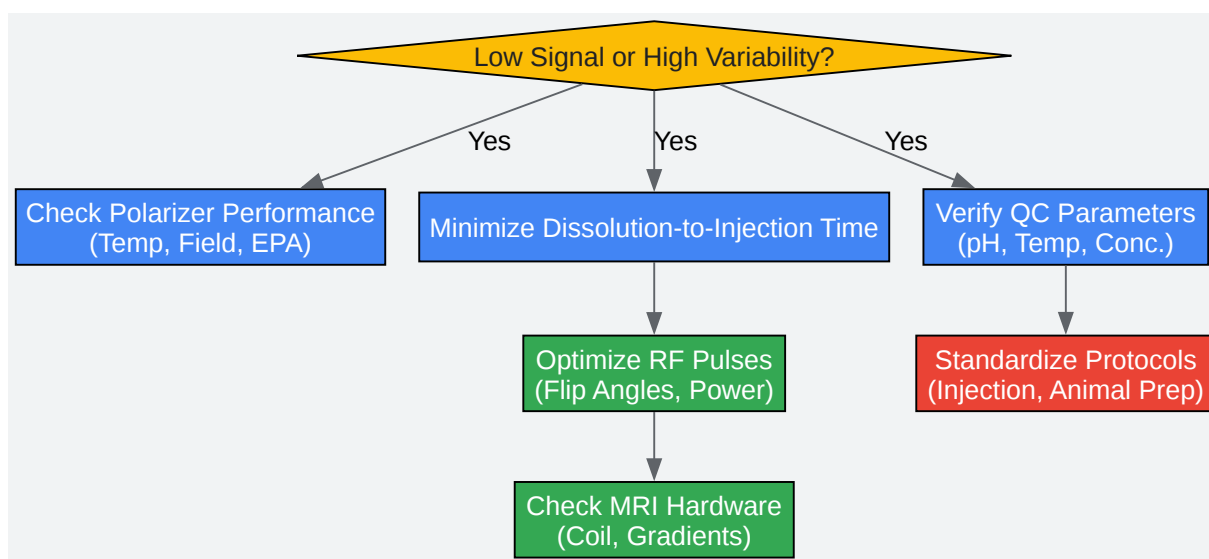 Low Signal or High Variability?
Yes
Yes
Yes
Check Polarizer Performance
(Temp, Field, EPA)
Minimize Dissolution-to-Injection Time
Verify QC Parameters
(pH, Temp, Conc.)
Optimize RF Pulses
(Flip Angles, Power)
Standardize Protocols
(Injection, Animal Prep)
Check MRI Hardware
(Coil, Gradients)